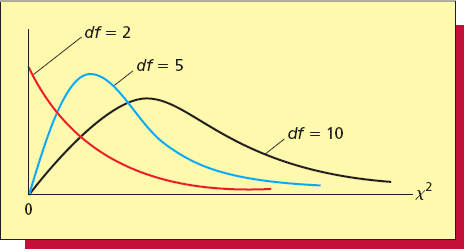 df = 2
df = 5
df = 10
χ²
0